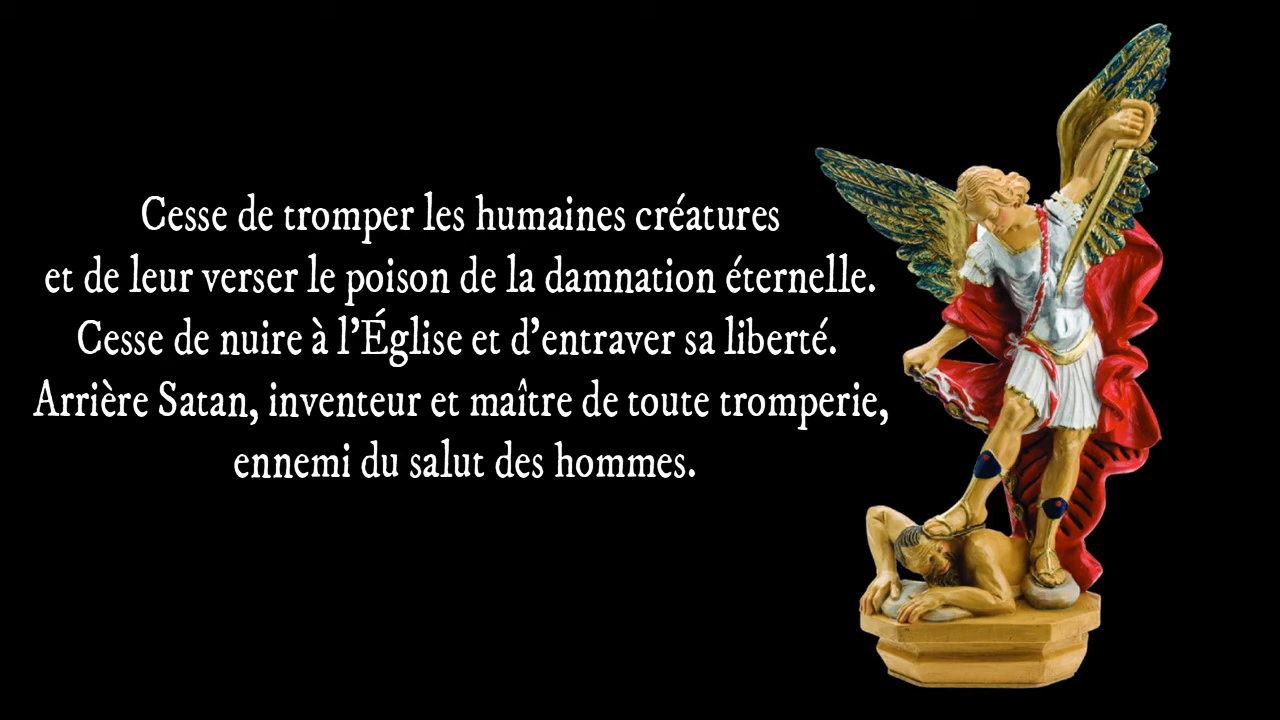 Cesse de tromper les humaines créatures
et de leur verser le poison de la damnation éternelle.
Cesse de nuire à l’Église et d’entraver sa liberté.
Arrière Satan, inventeur et maître de toute tromperie,
ennemi du salut des hommes.